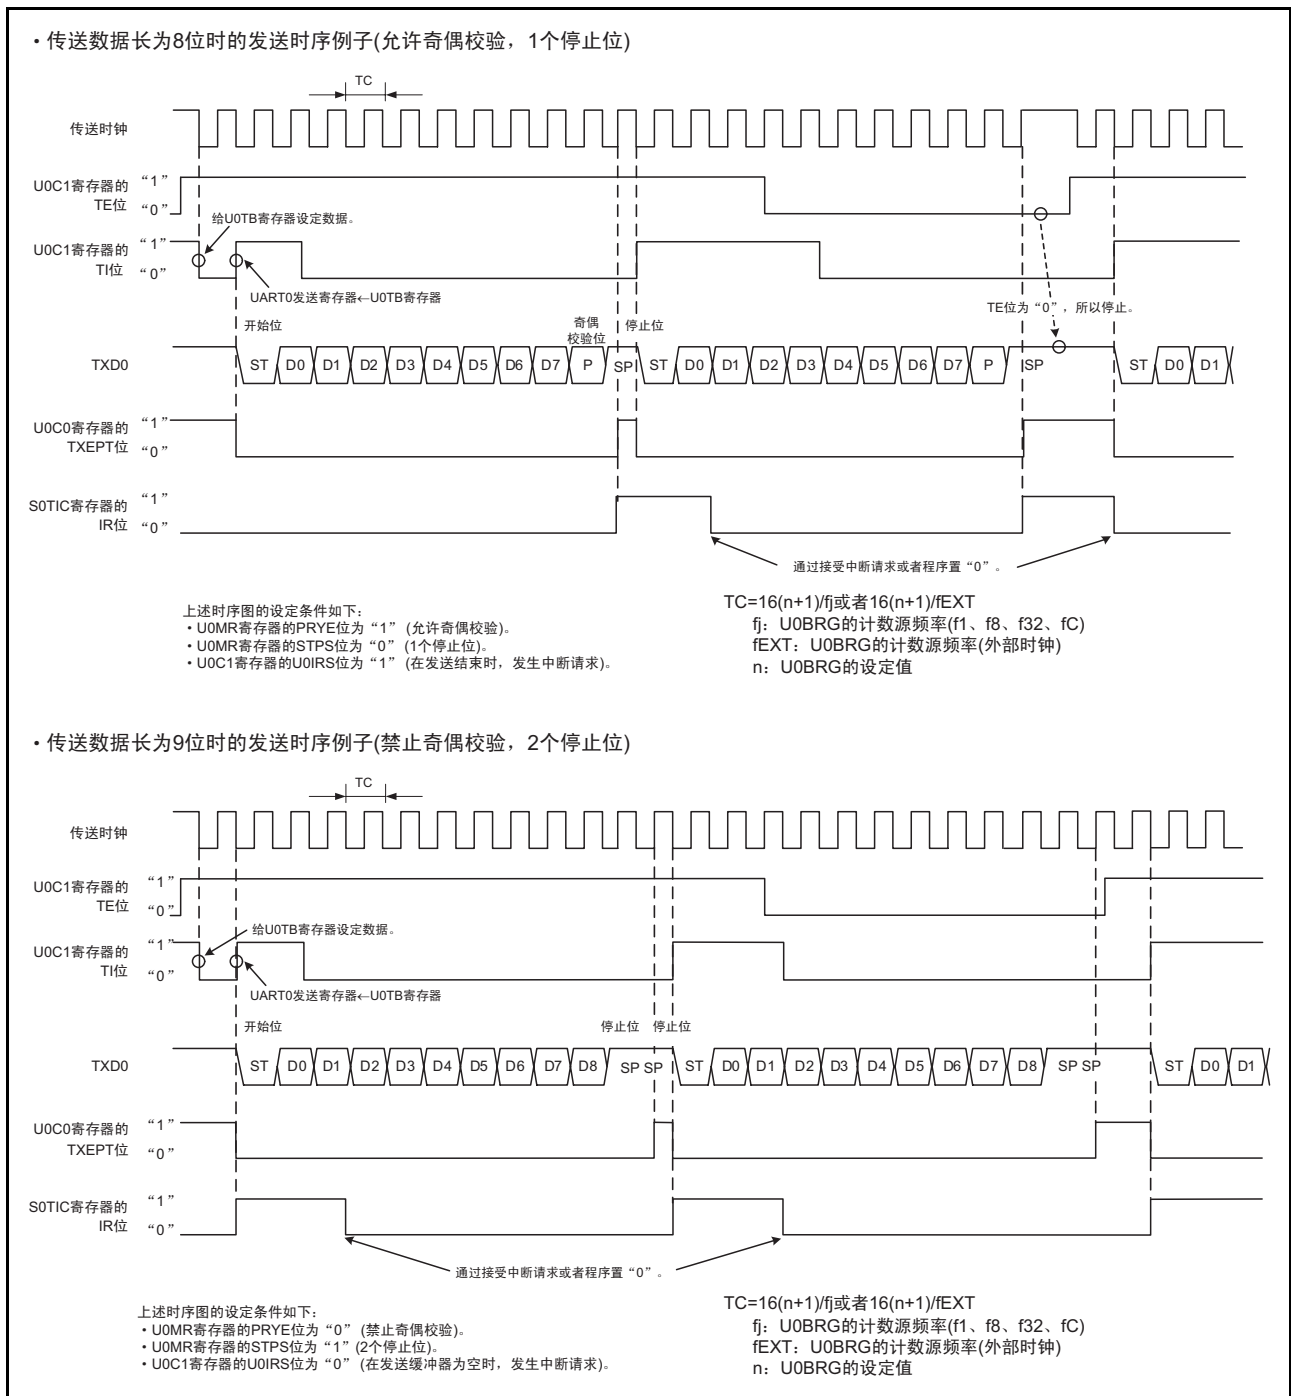 ・传送数据长为8位时的发送时序例子(允许奇偶校验，1个停止位)
TC
传送时钟
U0C1寄存器的
TE位
“1”
“0”
给U0TB寄存器设定数据。
U0C1寄存器的
TI位
“1”
“0”
UART0发送寄存器←U0TB寄存器
TE位为“0”，所以停止。
开始位
奇偶
校验位
停止位
TXD0
ST D0 D1 D2 D3 D4 D5 D6 D7 P SP ST D0 D1 D2 D3 D4 D5 D6 D7 P SP ST D0 D1
U0C0寄存器的
TXEPT位
“1”
“0”
S0TIC寄存器的
IR位
“1”
“0”
通过接受中断请求或者程序置“0”。
上述时序图的设定条件如下：
・U0MR寄存器的PRYE位为“1” (允许奇偶校验)。
・U0MR寄存器的STPS位为“0” (1个停止位)。
・U0C1寄存器的U0IRS位为“1” (在发送结束时，发生中断请求)。
TC=16(n+1)/fj或者16(n+1)/fEXT
fj：U0BRG的计数源频率(f1、f8、f32、fC)
fEXT：U0BRG的计数源频率(外部时钟)
n：U0BRG的设定值
・传送数据长为9位时的发送时序例子(禁止奇偶校验，2个停止位)
TC
传送时钟
U0C1寄存器的
TE位
“1”
“0”
给U0TB寄存器设定数据。
U0C1寄存器的
TI位
“1”
“0”
UART0发送寄存器←U0TB寄存器
开始位
停止位 停止位
TXD0
ST D0 D1 D2 D3 D4 D5 D6 D7 D8 SP SP ST D0 D1 D2 D3 D4 D5 D6 D7 D8 SP SP ST D0 D1
U0C0寄存器的
TXEPT位
“1”
“0”
S0TIC寄存器的
IR位
“1”
“0”
通过接受中断请求或者程序置“0”。
上述时序图的设定条件如下：
・U0MR寄存器的PRYE位为“0” (禁止奇偶校验)。
・U0MR寄存器的STPS位为“1”(2个停止位)。
・U0C1寄存器的U0IRS位为“0” (在发送缓冲器为空时，发生中断请求)。
TC=16(n+1)/fj或者16(n+1)/fEXT
fj：U0BRG的计数源频率(f1、f8、f32、fC)
fEXT：U0BRG的计数源频率(外部时钟)
n：U0BRG的设定值